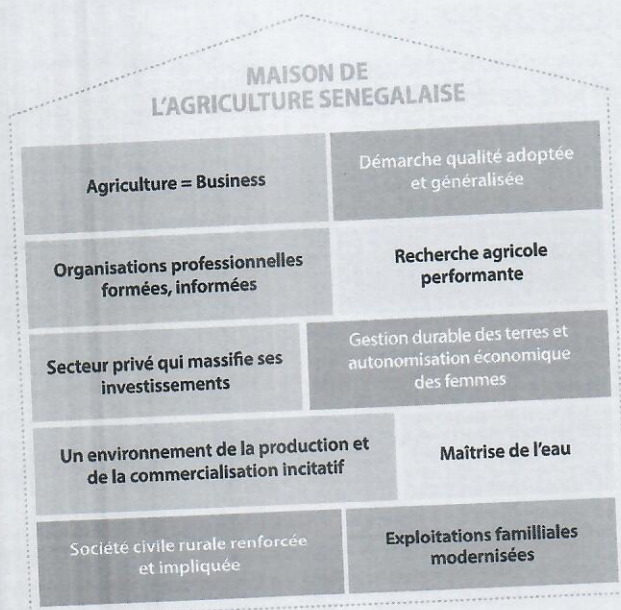 MAISON DE
L'AGRICULTURE SENEGALAISE
Agriculture = Business
Démarche qualité adoptée
et généralisée
Organisations professionnelles
formées, informées
Recherche agricole
performante
Secteur privé qui massifie ses
investissements
Gestion durable des terres et
autonomisation économique
des femmes
Un environnement de la production et
de la commercialisation incitatif
Maîtrise de l'eau
Société civile rurale renforcée
et impliquée
Exploitations familliales
modernisées